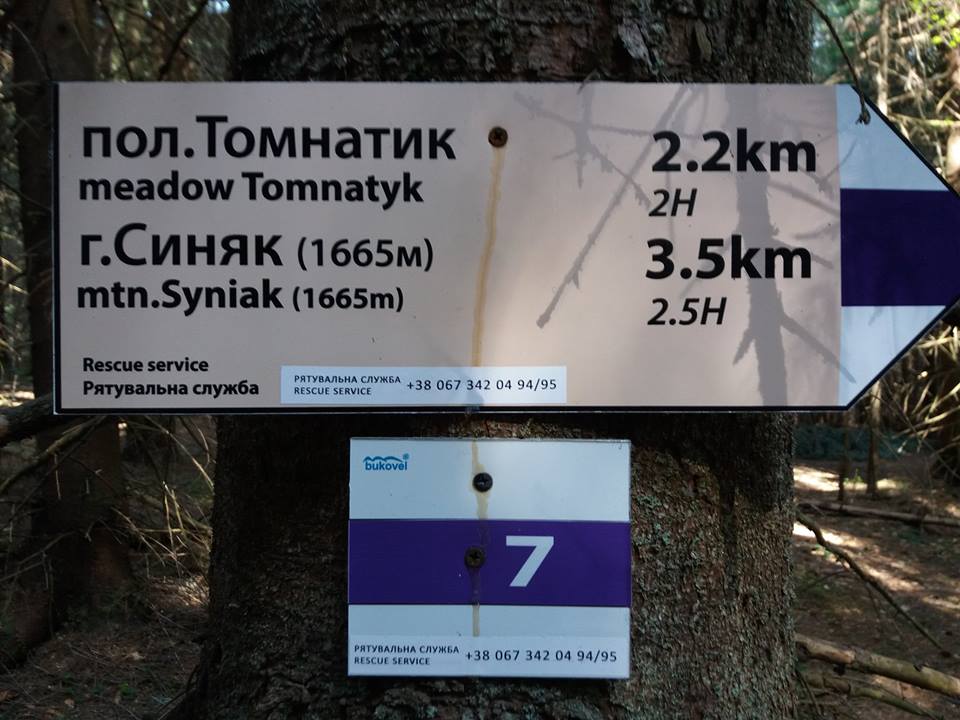 пол.Томнатик 2.2km
meadow Tomnatyk 2H
г.Синяк (1665м) 3.5km
mtn.Syniak (1665m) 2.5H
Rescue service
Рятувальна служба
РЯТУВАЛЬНА СЛУЖБА +38 067 342 04 94/95
RESCUE SERVICE
bukovel
7
РЯТУВАЛЬНА СЛУЖБА +38 067 342 04 94/95
RESCUE SERVICE